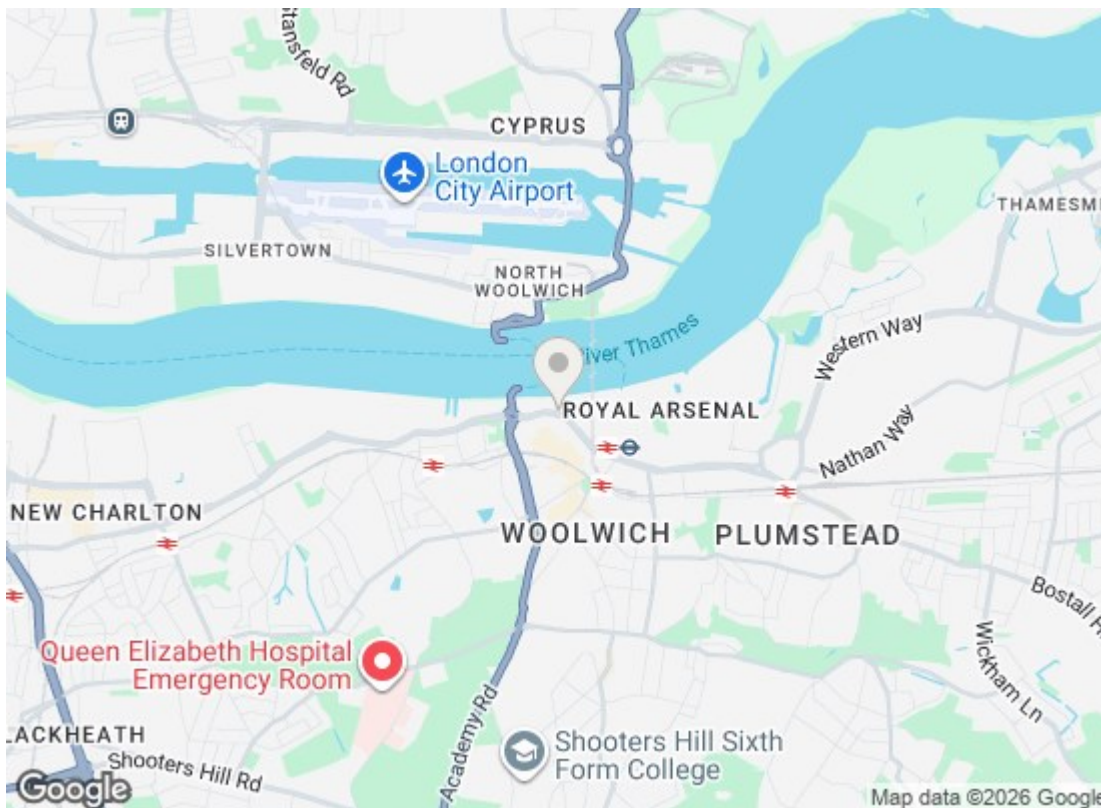 Stansfeld Rd
CYPRUS
London
City Airport
SILVERTOWN
NORTH
WOOLWICH
THAMESM
River Thames
Western Way
ROYAL ARSENAL
Nathan Way
NEW CHARLTON
WOOLWICH
PLUMSTEAD
Bostall
Wickham Ln
Queen Elizabeth Hospital
Emergency Room
Academy Rd
LACKHEATH
Shooters Hill Rd
Shooters Hill Sixth
Form College
Google
Map data ©2026 Google